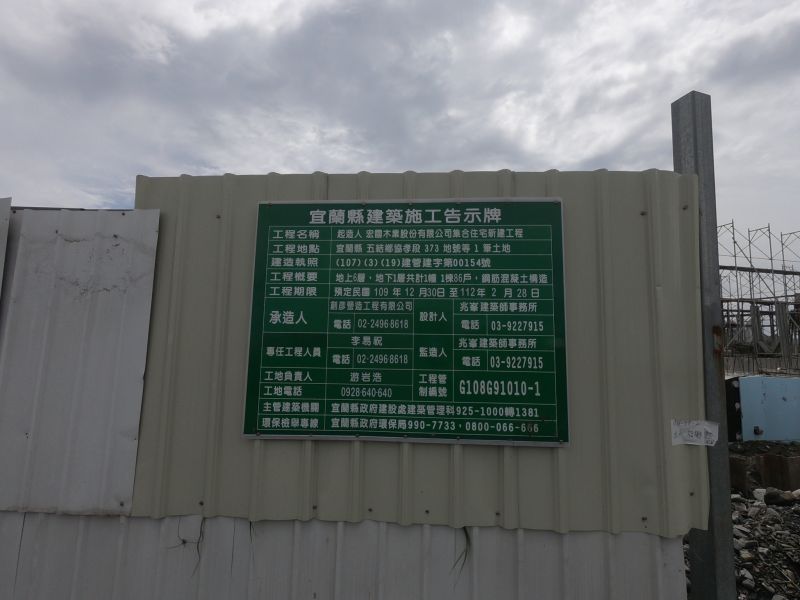 宜蘭縣建築施工告示牌
工程名稱 起造人 宏國木業股份有限公司集合住宅新建工程
工程地點 宜蘭縣 五結鄉協孝段 373 地號等 1 筆土地
建造執照 (107)(3)(19)建管建字第00154號
工程概要 地上6層，地下1層共計1幢 1棟86戶，鋼筋混凝土構造
工程期限 預定民國 109 年 12 月30日 至 112 年 2 月 28 日
承造人 創彥營造工程有限公司 電話 02-2496-8618
設計人 兆峯建築師事務所 電話 03-9227915
專任工程人員 李易祝 電話 02-2496-8618
監造人 兆峯建築師事務所 電話 03-9227915
工地負責人 游岩浩
工地電話 0928-640-640
工程管制編號 G108G91010-1
主管建築機關 宜蘭縣政府建設處建築管理科925-1000轉1381
環保檢舉專線 宜蘭縣政府環保局990-7733，0800-066-666